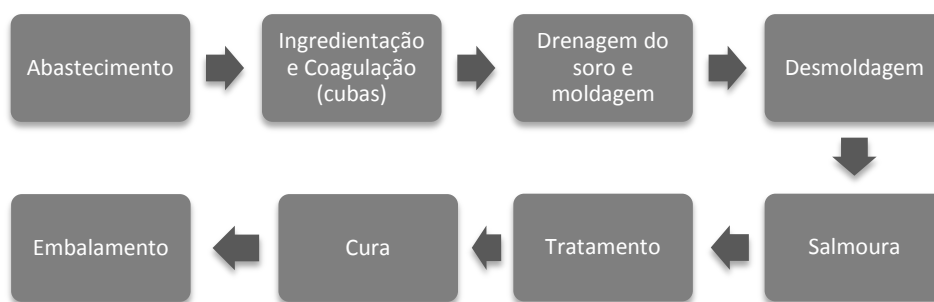 Abastecimento
Ingredientação
e Coagulação
(cubas)
Drenagem do
soro e
moldagem
Desmoldagem
Salmoura
Tratamento
Cura
Embalamento